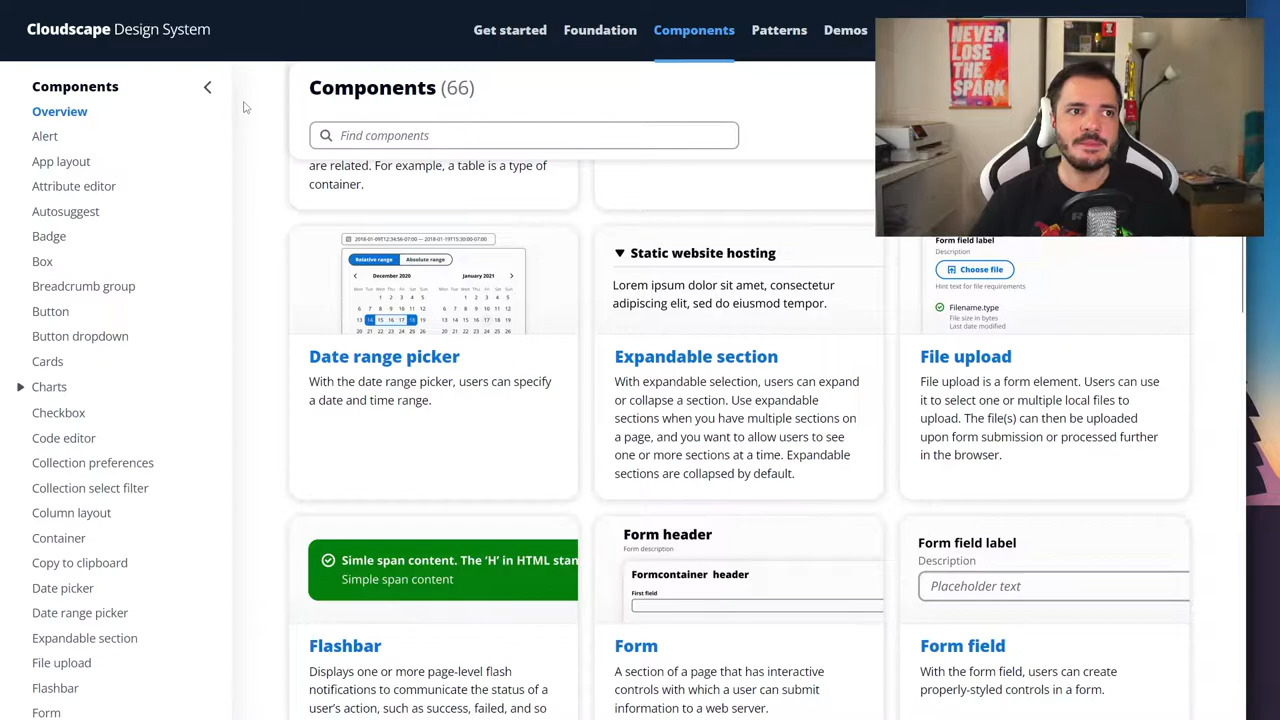 Cloudscape Design System
Get started
Foundation
Components
Patterns
Demos
NEVER
LOSE
THE
SPARK
Components
Overview
Alert
App layout
Attribute editor
Autosuggest
Badge
Box
Breadcrumb group
Button
Button dropdown
Cards
Charts
Checkbox
Code editor
Collection preferences
Collection select filter
Column layout
Container
Copy to clipboard
Date picker
Date range picker
Expandable section
File upload
Flashbar
Form
Components (66)
Find components
are related. For example, a table is a type of
container.
2018-01-09T12:34:56-07:00 — 2018-01-19T15:30:00-07:00
Relative range
Absolute range
December 2020
January 2021
Date range picker
With the date range picker, users can specify
a date and time range.
Static website hosting
Lorem ipsum dolor sit amet, consectetur
adipiscing elit, sed do eiusmod tempor.
Expandable section
With expandable selection, users can expand
or collapse a section. Use expandable
sections when you have multiple sections on
a page, and you want to allow users to see
one or more sections at a time. Expandable
sections are collapsed by default.
Form field label
Description
Choose file
Hint text for file requirements
Filename.type
File size in bytes
Last date modified
File upload
File upload is a form element. Users can use
it to select one or multiple local files to
upload. The file(s) can then be uploaded
upon form submission or processed further
in the browser.
Simle span content. The 'H' in HTML stan
Simple span content
Flashbar
Displays one or more page-level flash
notifications to communicate the status of a
user's action, such as success, failed, and so
Form header
Form description
Formcontainer header
First field
Form
A section of a page that has interactive
controls with which a user can submit
information to a web server.
Form field label
Description
Placeholder text
Form field
With the form field, users can create
properly-styled controls in a form.